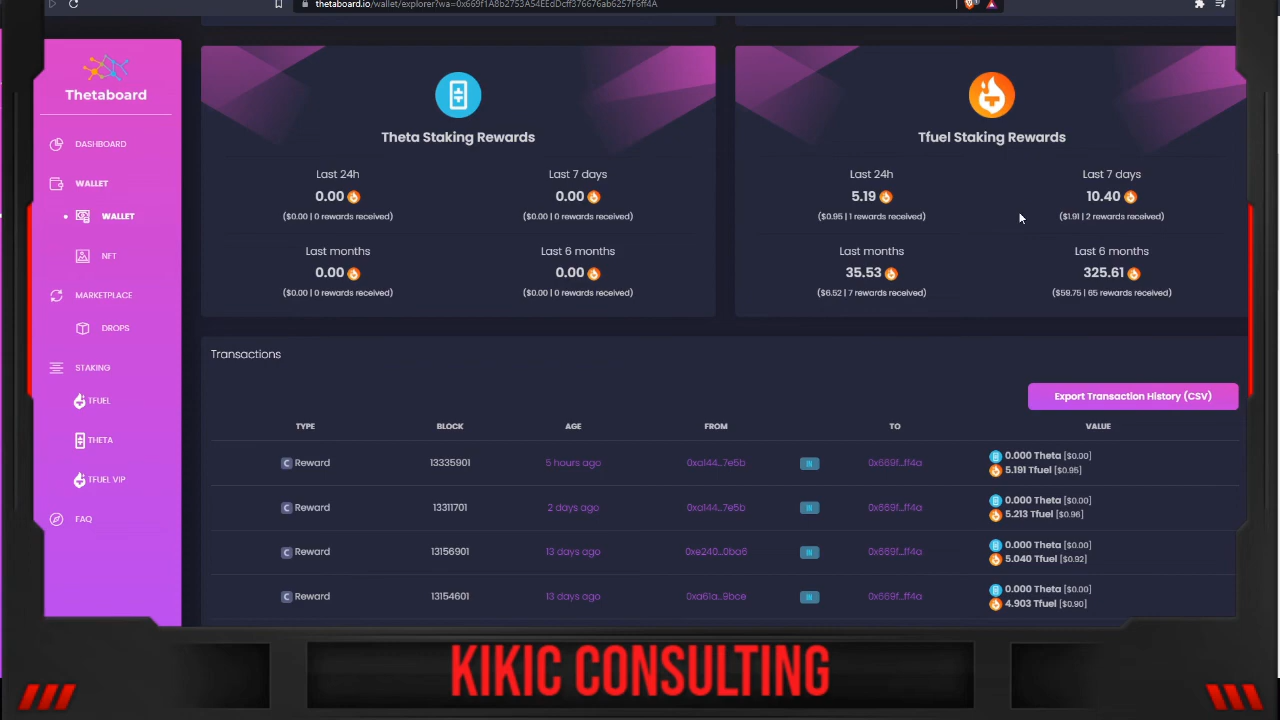 thetaboard.io/wallet/explorer?wa=0x669f1A8b2753A54EEdDcff376676ab6257F6ff4A
Thetaboard
DASHBOARD
WALLET
WALLET
NFT
MARKETPLACE
DROPS
STAKING
TFUEL
THETA
TFUEL VIP
FAQ
Theta Staking Rewards
Last 24h Last 7 days
0.00 0.00
($0.00 | 0 rewards received) ($0.00 | 0 rewards received)
Last months Last 6 months
0.00 0.00
($0.00 | 0 rewards received) ($0.00 | 0 rewards received)
Tfuel Staking Rewards
Last 24h Last 7 days
5.19 10.40
($0.95 | 1 rewards received) ($1.91 | 2 rewards received)
Last months Last 6 months
35.53 325.61
($6.52 | 7 rewards received) ($59.75 | 65 rewards received)
Transactions
Export Transaction History (CSV)
TYPE BLOCK AGE FROM TO VALUE
C Reward 13335901 5 hours ago 0xa144...7e5b IN 0x669f...ff4a 0.000 Theta [$0.00]
5.191 Tfuel [$0.95]
C Reward 13311701 2 days ago 0xa144...7e5b IN 0x669f...ff4a 0.000 Theta [$0.00]
5.213 Tfuel [$0.96]
C Reward 13156901 13 days ago 0xe240...0ba6 IN 0x669f...ff4a 0.000 Theta [$0.00]
5.040 Tfuel [$0.92]
C Reward 13154601 13 days ago 0xa61a...9bce IN 0x669f...ff4a 0.000 Theta [$0.00]
4.903 Tfuel [$0.90]
KIKIC CONSULTING